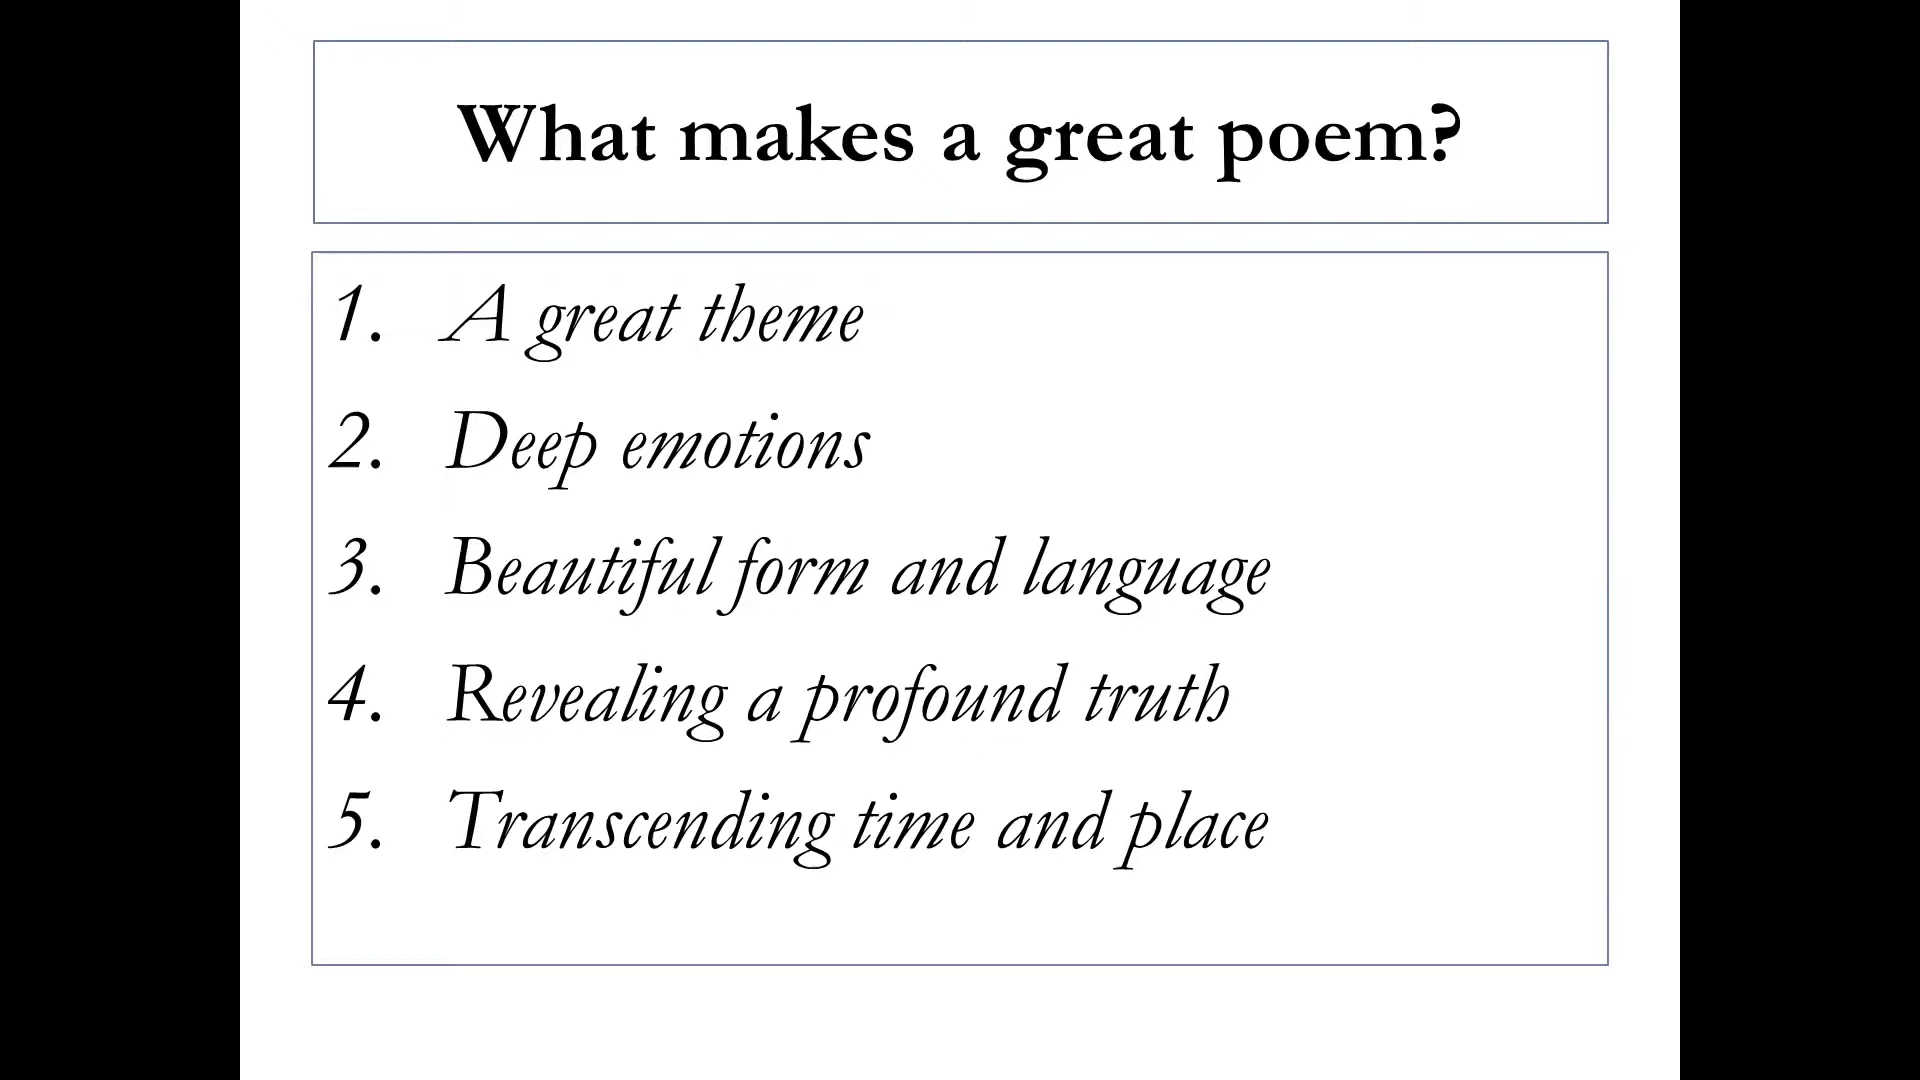 What makes a great poem?
1. A great theme
2. Deep emotions
3. Beautiful form and language
4. Revealing a profound truth
5. Transcending time and place